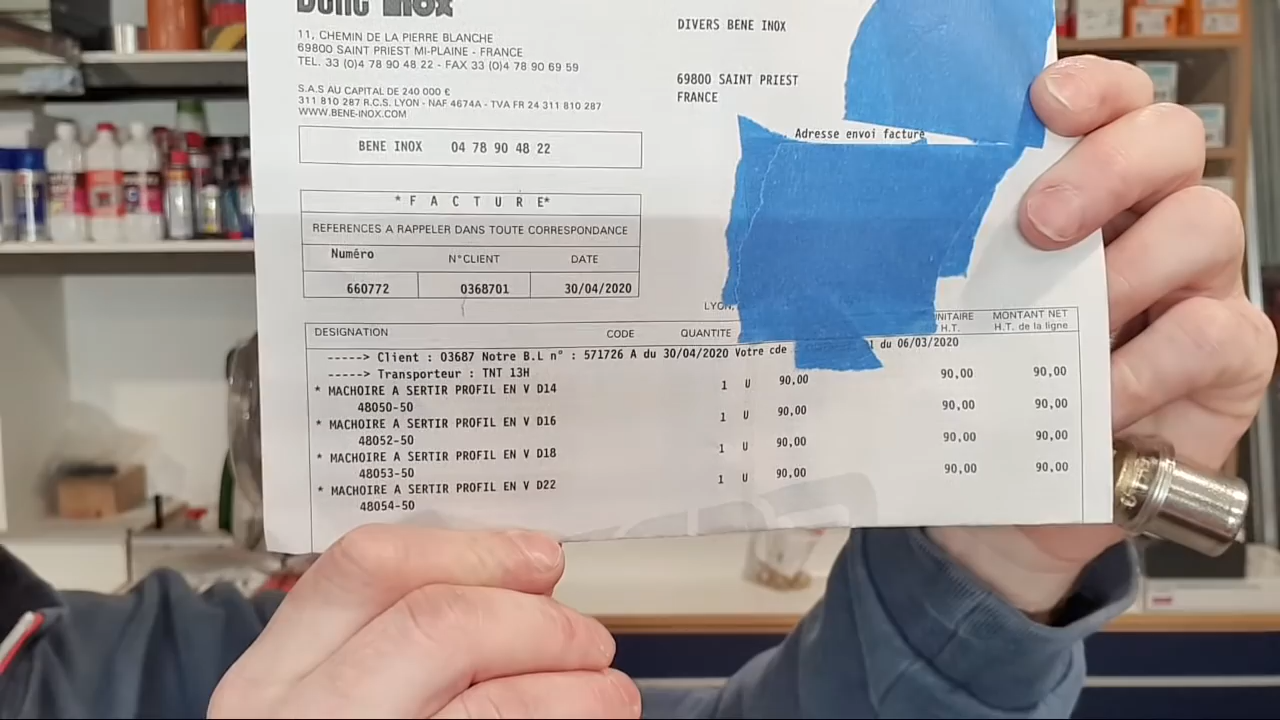 Bene Inox
11, CHEMIN DE LA PIERRE BLANCHE
69800 SAINT PRIEST MI-PLAINE - FRANCE
TEL. 33 (0)4 78 90 48 22 - FAX 33 (0)4 78 90 69 59
S.A.S AU CAPITAL DE 240 000 €
311 810 287 R.C.S. LYON - NAF 4674A - TVA FR 24 311 810 287
WWW.BENE-INOX.COM
DIVERS BENE INOX
69800 SAINT PRIEST
FRANCE
Adresse envoi facture
BENE INOX 04 78 90 48 22
* F A C T U R E*
REFERENCES A RAPPELER DANS TOUTE CORRESPONDANCE
Numéro N°CLIENT DATE
660772 0368701 30/04/2020
LYON,
DESIGNATION CODE QUANTITE NITAIRE H.T. MONTANT NET H.T. de la ligne
-----> Client : 03687 Notre B.L n° : 571726 A du 30/04/2020 Votre cde 1 du 06/03/2020
-----> Transporteur : TNT 13H
* MACHOIRE A SERTIR PROFIL EN V D14 1 U 90,00 90,00 90,00
48050-50
* MACHOIRE A SERTIR PROFIL EN V D16 1 U 90,00 90,00 90,00
48052-50
* MACHOIRE A SERTIR PROFIL EN V D18 1 U 90,00 90,00 90,00
48053-50
* MACHOIRE A SERTIR PROFIL EN V D22 1 U 90,00 90,00 90,00
48054-50